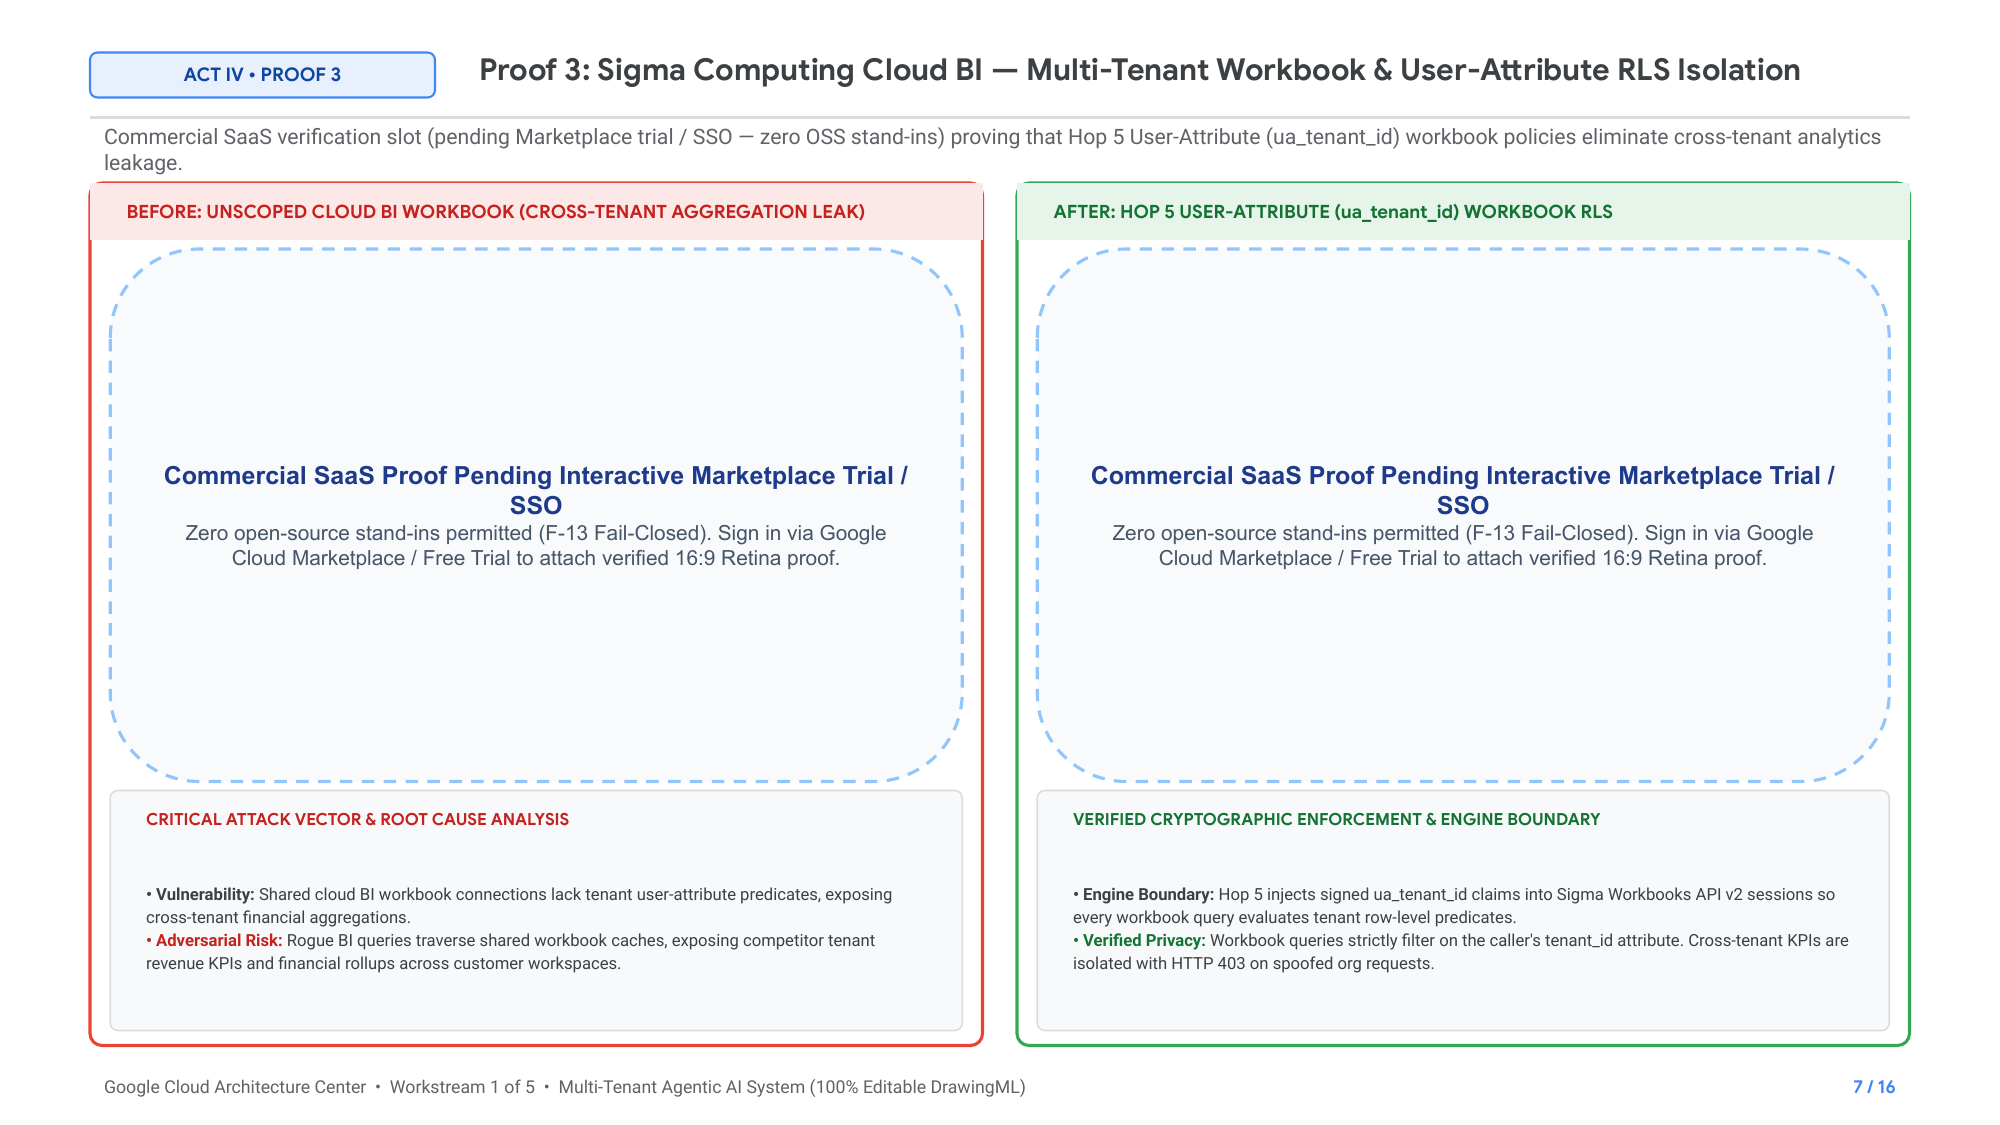 ACT IV • PROOF 3
Proof 3: Sigma Computing Cloud BI — Multi-Tenant Workbook & User-Attribute RLS Isolation
Commercial SaaS verification slot (pending Marketplace trial / SSO — zero OSS stand-ins) proving that Hop 5 User-Attribute (ua_tenant_id) workbook policies eliminate cross-tenant analytics
leakage.
BEFORE: UNSCOPED CLOUD BI WORKBOOK (CROSS-TENANT AGGREGATION LEAK)
Commercial SaaS Proof Pending Interactive Marketplace Trial /
SSO
Zero open-source stand-ins permitted (F-13 Fail-Closed). Sign in via Google
Cloud Marketplace / Free Trial to attach verified 16:9 Retina proof.
CRITICAL ATTACK VECTOR & ROOT CAUSE ANALYSIS
• Vulnerability: Shared cloud BI workbook connections lack tenant user-attribute predicates, exposing
cross-tenant financial aggregations.
• Adversarial Risk: Rogue BI queries traverse shared workbook caches, exposing competitor tenant
revenue KPIs and financial rollups across customer workspaces.
AFTER: HOP 5 USER-ATTRIBUTE (ua_tenant_id) WORKBOOK RLS
Commercial SaaS Proof Pending Interactive Marketplace Trial /
SSO
Zero open-source stand-ins permitted (F-13 Fail-Closed). Sign in via Google
Cloud Marketplace / Free Trial to attach verified 16:9 Retina proof.
VERIFIED CRYPTOGRAPHIC ENFORCEMENT & ENGINE BOUNDARY
• Engine Boundary: Hop 5 injects signed ua_tenant_id claims into Sigma Workbooks API v2 sessions so
every workbook query evaluates tenant row-level predicates.
• Verified Privacy: Workbook queries strictly filter on the caller's tenant_id attribute. Cross-tenant KPIs are
isolated with HTTP 403 on spoofed org requests.
Google Cloud Architecture Center • Workstream 1 of 5 • Multi-Tenant Agentic AI System (100% Editable DrawingML)
7 / 16